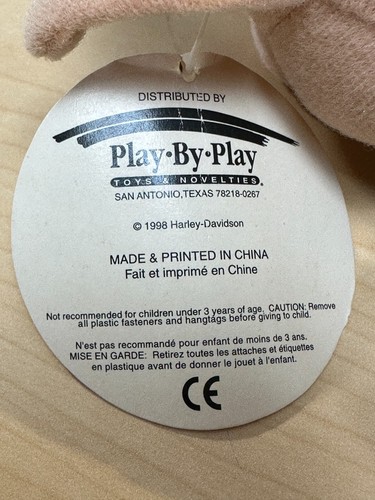 DISTRIBUTED BY
Play·By·Play
TOYS & NOVELTIES®
SAN ANTONIO, TEXAS 78218-0267
© 1998 Harley-Davidson
MADE & PRINTED IN CHINA
Fait et imprimé en Chine
Not recommended for children under 3 years of age, CAUTION: Remove
all plastic fasteners and hangtags before giving to child.
N'est pas recommandé pour enfant de moins de 3 ans.
MISE EN GARDE: Retirez toutes les attaches et étiquettes
en plastique avant de donner le jouet à l'enfant.
CE